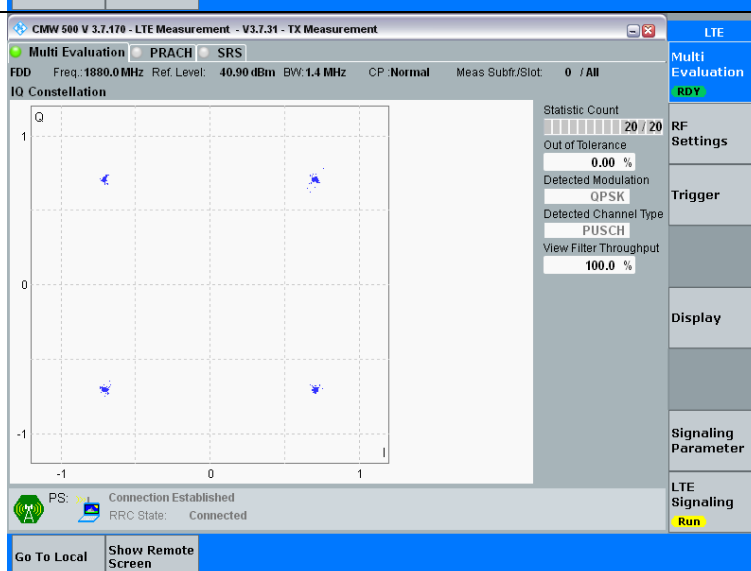 CMW 500 V 3.7.170 - LTE Measurement - V3.7.31 - TX Measurement
LTE
Multi Evaluation PRACH SRS
Multi
Evaluation
RDY
FDD Freq.:1880.0 MHz Ref. Level: 40.90 dBm BW:1.4 MHz CP :Normal Meas Subfr./Slot: 0 / All
IQ Constellation
Q
1
0
-1
I
-1 0 1
Statistic Count
20 / 20
Out of Tolerance
0.00 %
Detected Modulation
QPSK
Detected Channel Type
PUSCH
View Filter Throughput
100.0 %
RF
Settings
Trigger
Display
Signaling
Parameter
LTE
Signaling
Run
PS: Connection Established
RRC State: Connected
Go To Local
Show Remote
Screen